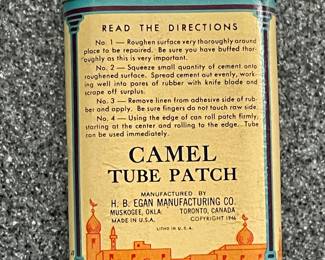 READ THE DIRECTIONS
No. 1 — Roughen surface very thoroughly around
place to be repaired. Be sure you have buffed thor-
oughly as this is very important.
No. 2 — Squeeze small quantity of cement onto
roughened surface. Spread cement out evenly, work-
ing well into pores of rubber with knife blade and
scrape off surplus.
No. 3 — Remove linen from adhesive side of rub-
ber and apply. Be sure fingers do not touch raw side.
No. 4 — Using the edge of can roll patch firmly,
starting at the center and rolling to the edge. Tube
can be used immediately.
CAMEL
TUBE PATCH
MANUFACTURED BY
H. B. EGAN MANUFACTURING CO.
MUSKOGEE, OKLA. TORONTO, CANADA
MADE IN U.S.A. COPYRIGHT 1946
LITHO IN U.S.A.